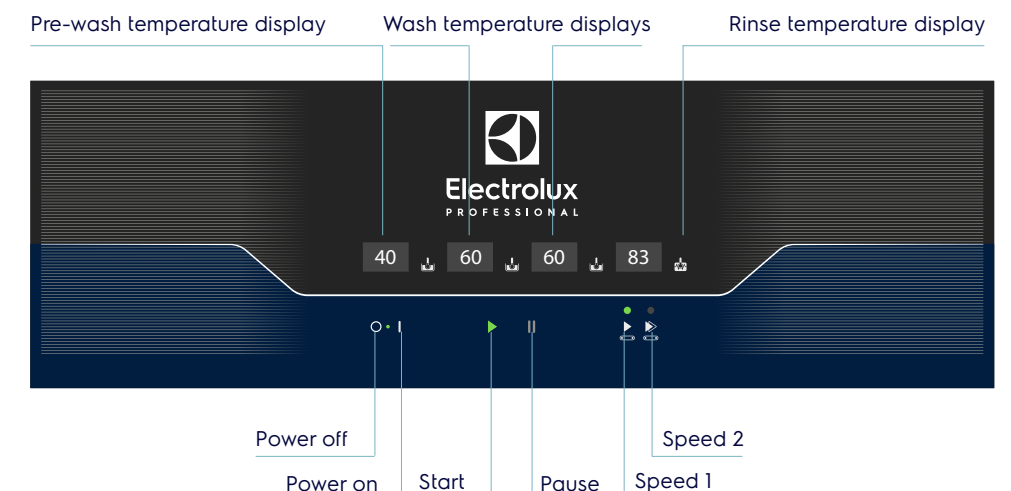 Pre-wash temperature display Wash temperature displays Rinse temperature display
Electrolux
PROFESSIONAL
40 60 60 83
Power off Speed 2
Power on Start Pause Speed 1